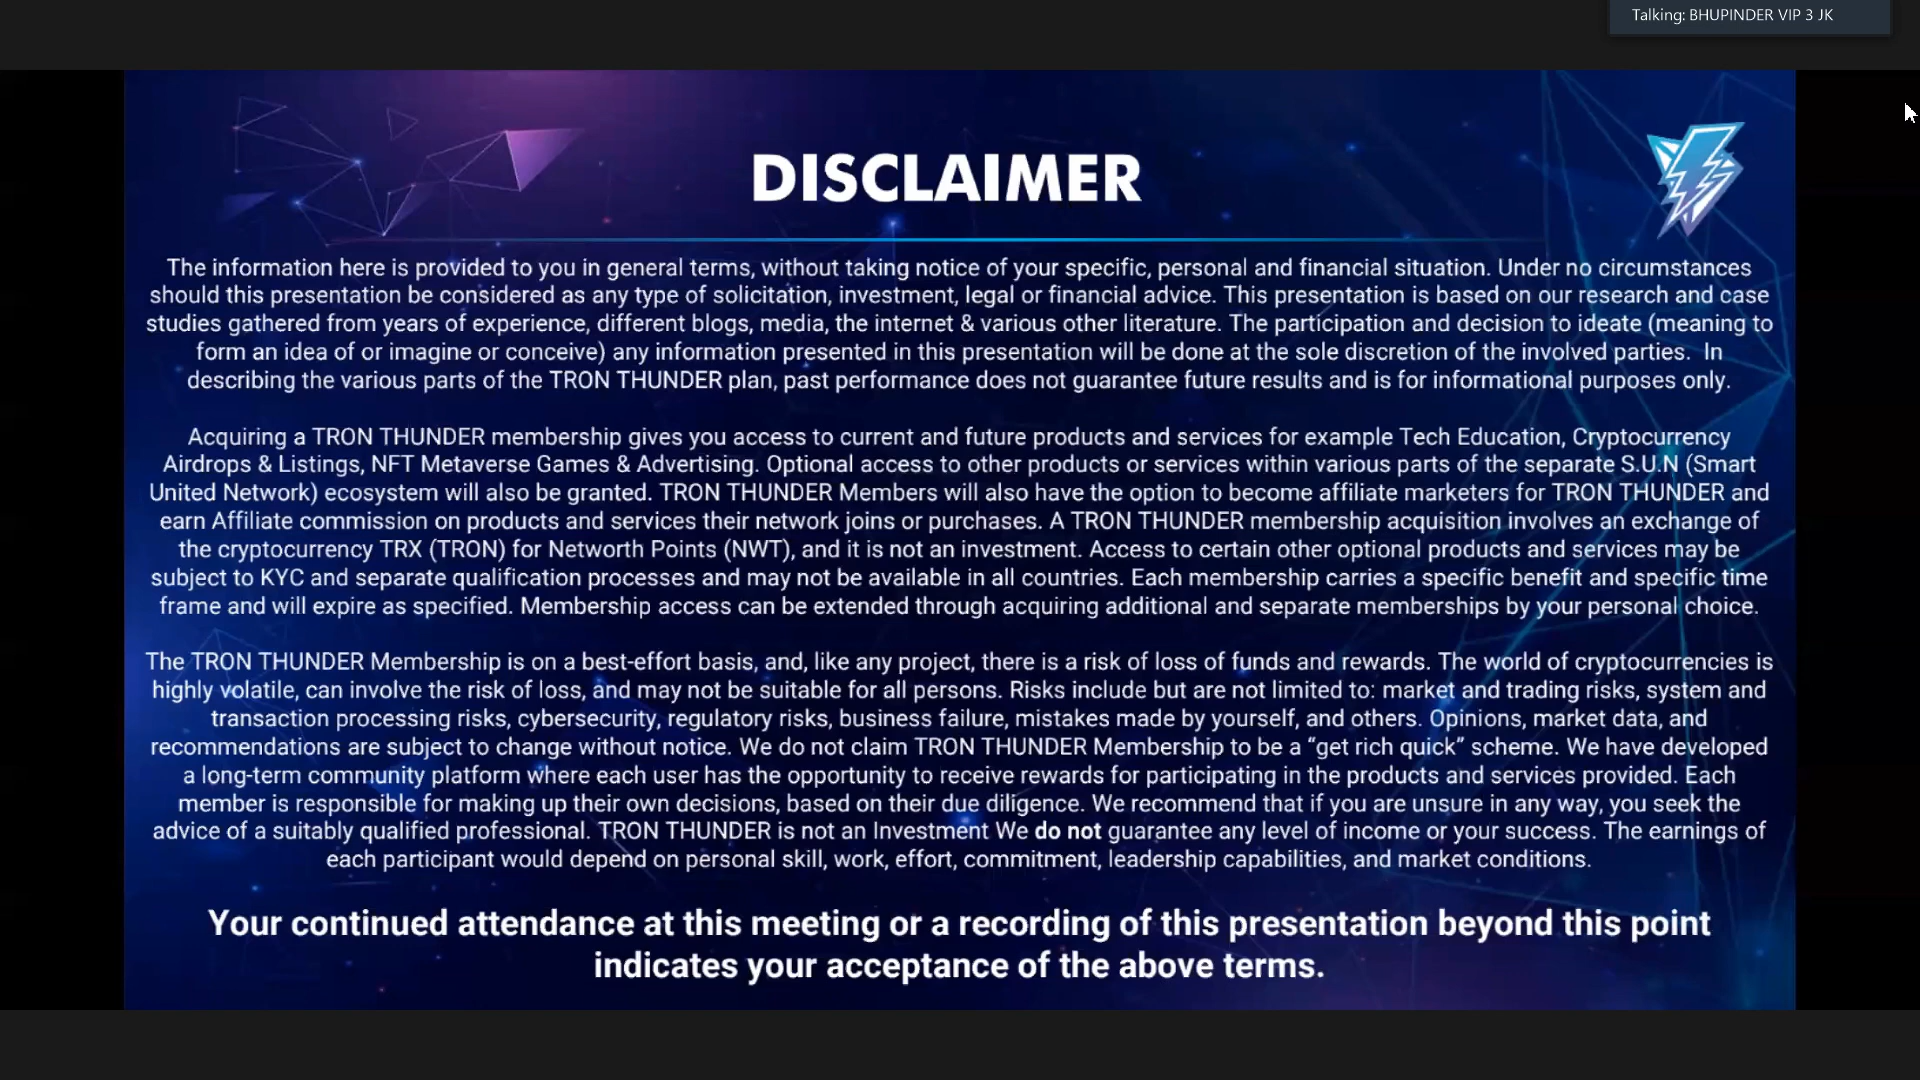 Talking: BHUPINDER VIP 3 JK
DISCLAIMER
The information here is provided to you in general terms, without taking notice of your specific, personal and financial situation. Under no circumstances
should this presentation be considered as any type of solicitation, investment, legal or financial advice. This presentation is based on our research and case
studies gathered from years of experience, different blogs, media, the internet & various other literature. The participation and decision to ideate (meaning to
form an idea of or imagine or conceive) any information presented in this presentation will be done at the sole discretion of the involved parties. In
describing the various parts of the TRON THUNDER plan, past performance does not guarantee future results and is for informational purposes only.
Acquiring a TRON THUNDER membership gives you access to current and future products and services for example Tech Education, Cryptocurrency
Airdrops & Listings, NFT Metaverse Games & Advertising. Optional access to other products or services within various parts of the separate S.U.N (Smart
United Network) ecosystem will also be granted. TRON THUNDER Members will also have the option to become affiliate marketers for TRON THUNDER and
earn Affiliate commission on products and services their network joins or purchases. A TRON THUNDER membership acquisition involves an exchange of
the cryptocurrency TRX (TRON) for Networth Points (NWT), and it is not an investment. Access to certain other optional products and services may be
subject to KYC and separate qualification processes and may not be available in all countries. Each membership carries a specific benefit and specific time
frame and will expire as specified. Membership access can be extended through acquiring additional and separate memberships by your personal choice.
The TRON THUNDER Membership is on a best-effort basis, and, like any project, there is a risk of loss of funds and rewards. The world of cryptocurrencies is
highly volatile, can involve the risk of loss, and may not be suitable for all persons. Risks include but are not limited to: market and trading risks, system and
transaction processing risks, cybersecurity, regulatory risks, business failure, mistakes made by yourself, and others. Opinions, market data, and
recommendations are subject to change without notice. We do not claim TRON THUNDER Membership to be a “get rich quick” scheme. We have developed
a long-term community platform where each user has the opportunity to receive rewards for participating in the products and services provided. Each
member is responsible for making up their own decisions, based on their due diligence. We recommend that if you are unsure in any way, you seek the
advice of a suitably qualified professional. TRON THUNDER is not an Investment We do not guarantee any level of income or your success. The earnings of
each participant would depend on personal skill, work, effort, commitment, leadership capabilities, and market conditions.
Your continued attendance at this meeting or a recording of this presentation beyond this point
indicates your acceptance of the above terms.